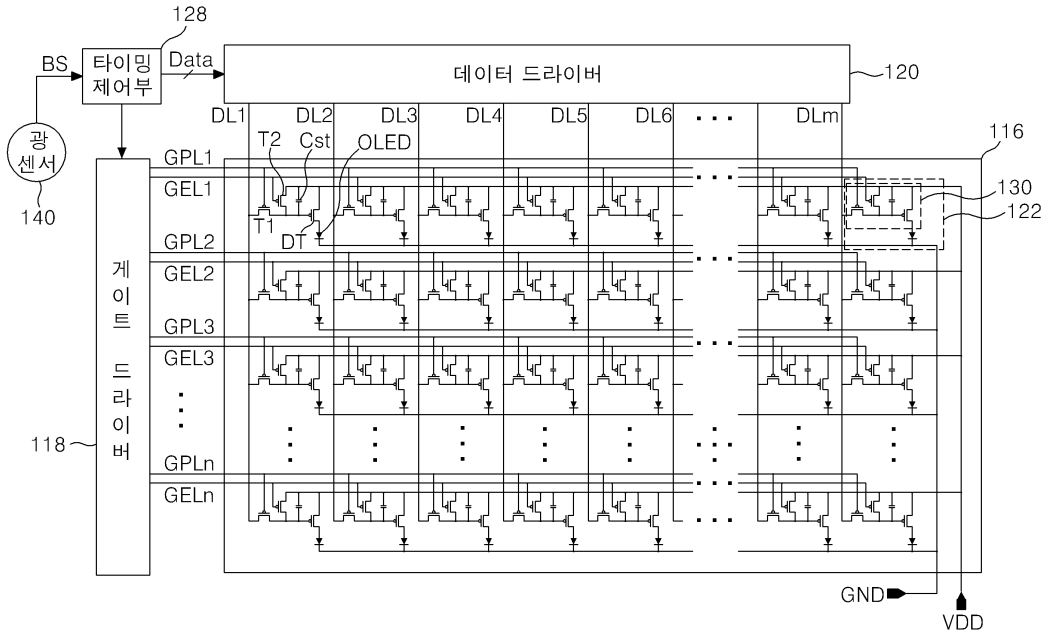 128
BS
타이밍
제어부
Data
데이터 드라이버
120
광
센서
140
DL1
DL2
DL3
DL4
DL5
DL6
DLm
116
GPL1
GEL1
T2
Cst
OLED
T1
DT
130
122
GPL2
GEL2
GPL3
GEL3
게이트 드라이버
118
GPLn
GELn
GND
VDD